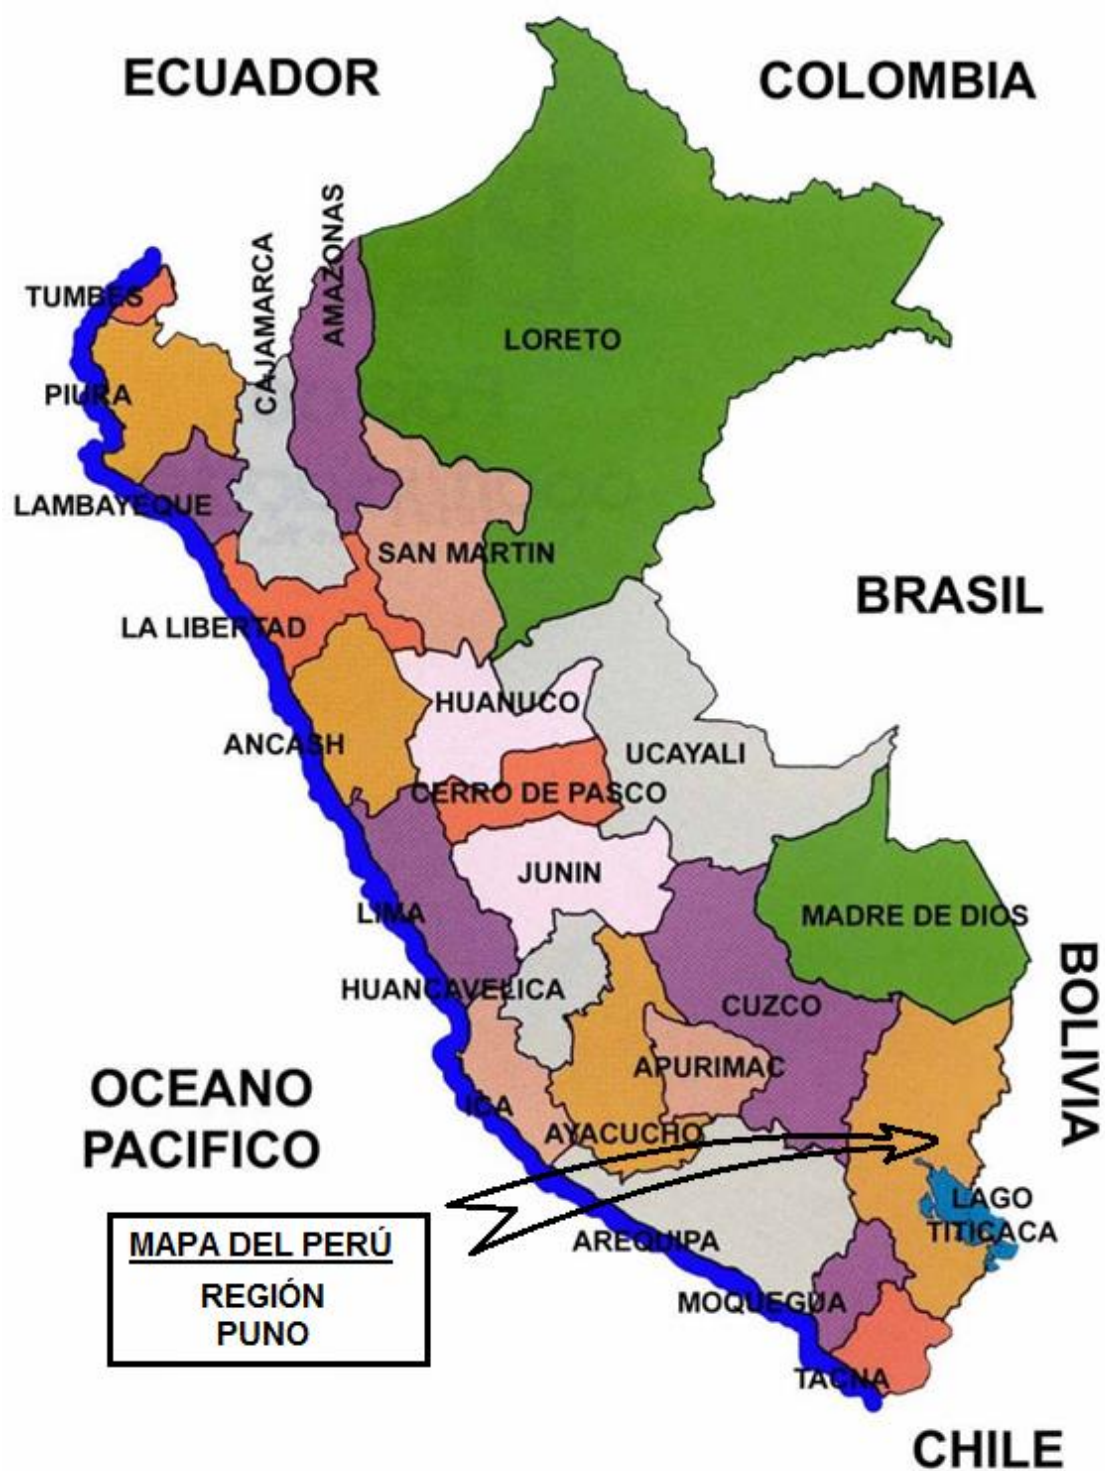 ECUADOR
COLOMBIA
AMAZONAS
CAJAMARCA
TUMBES
LORETO
PIURA
LAMBAYEQUE
SAN MARTIN
BRASIL
LA LIBERTAD
HUANUCO
ANCASH
UCAYALI
CERRO DE PASCO
JUNIN
LIMA
MADRE DE DIOS
HUANCAVELICA
CUZCO
BOLIVIA
APURIMAC
OCEANO
PACIFICO
ICA
AYACUCHO
LAGO
TITICACA
AREQUIPA
MAPA DEL PERÚ
REGIÓN
PUNO
MOQUEGUA
TACNA
CHILE